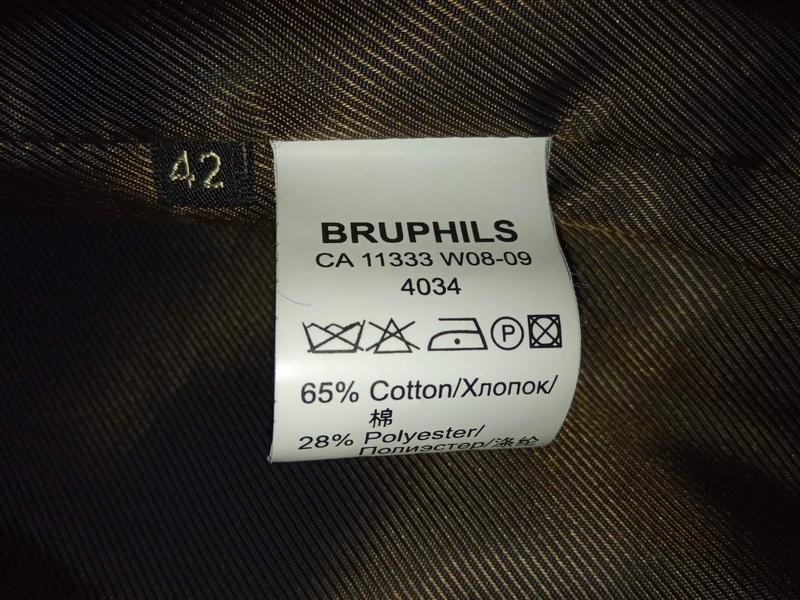 42
BRUPHILS
CA 11333 W08-09
4034
P
65% Cotton/Хлопок/
棉
28% Polyester/
Полиэстер/涤纶